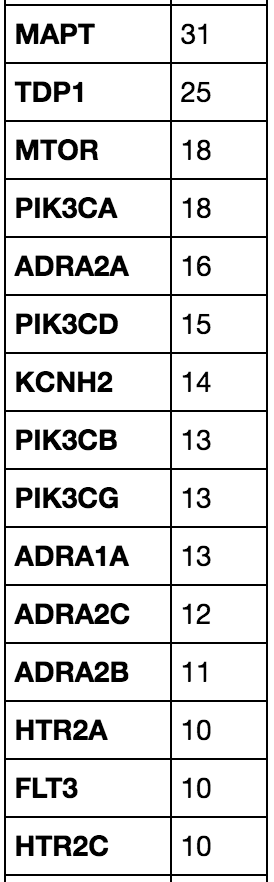 MAPT 31
TDP1 25
MTOR 18
PIK3CA 18
ADRA2A 16
PIK3CD 15
KCNH2 14
PIK3CB 13
PIK3CG 13
ADRA1A 13
ADRA2C 12
ADRA2B 11
HTR2A 10
FLT3 10
HTR2C 10